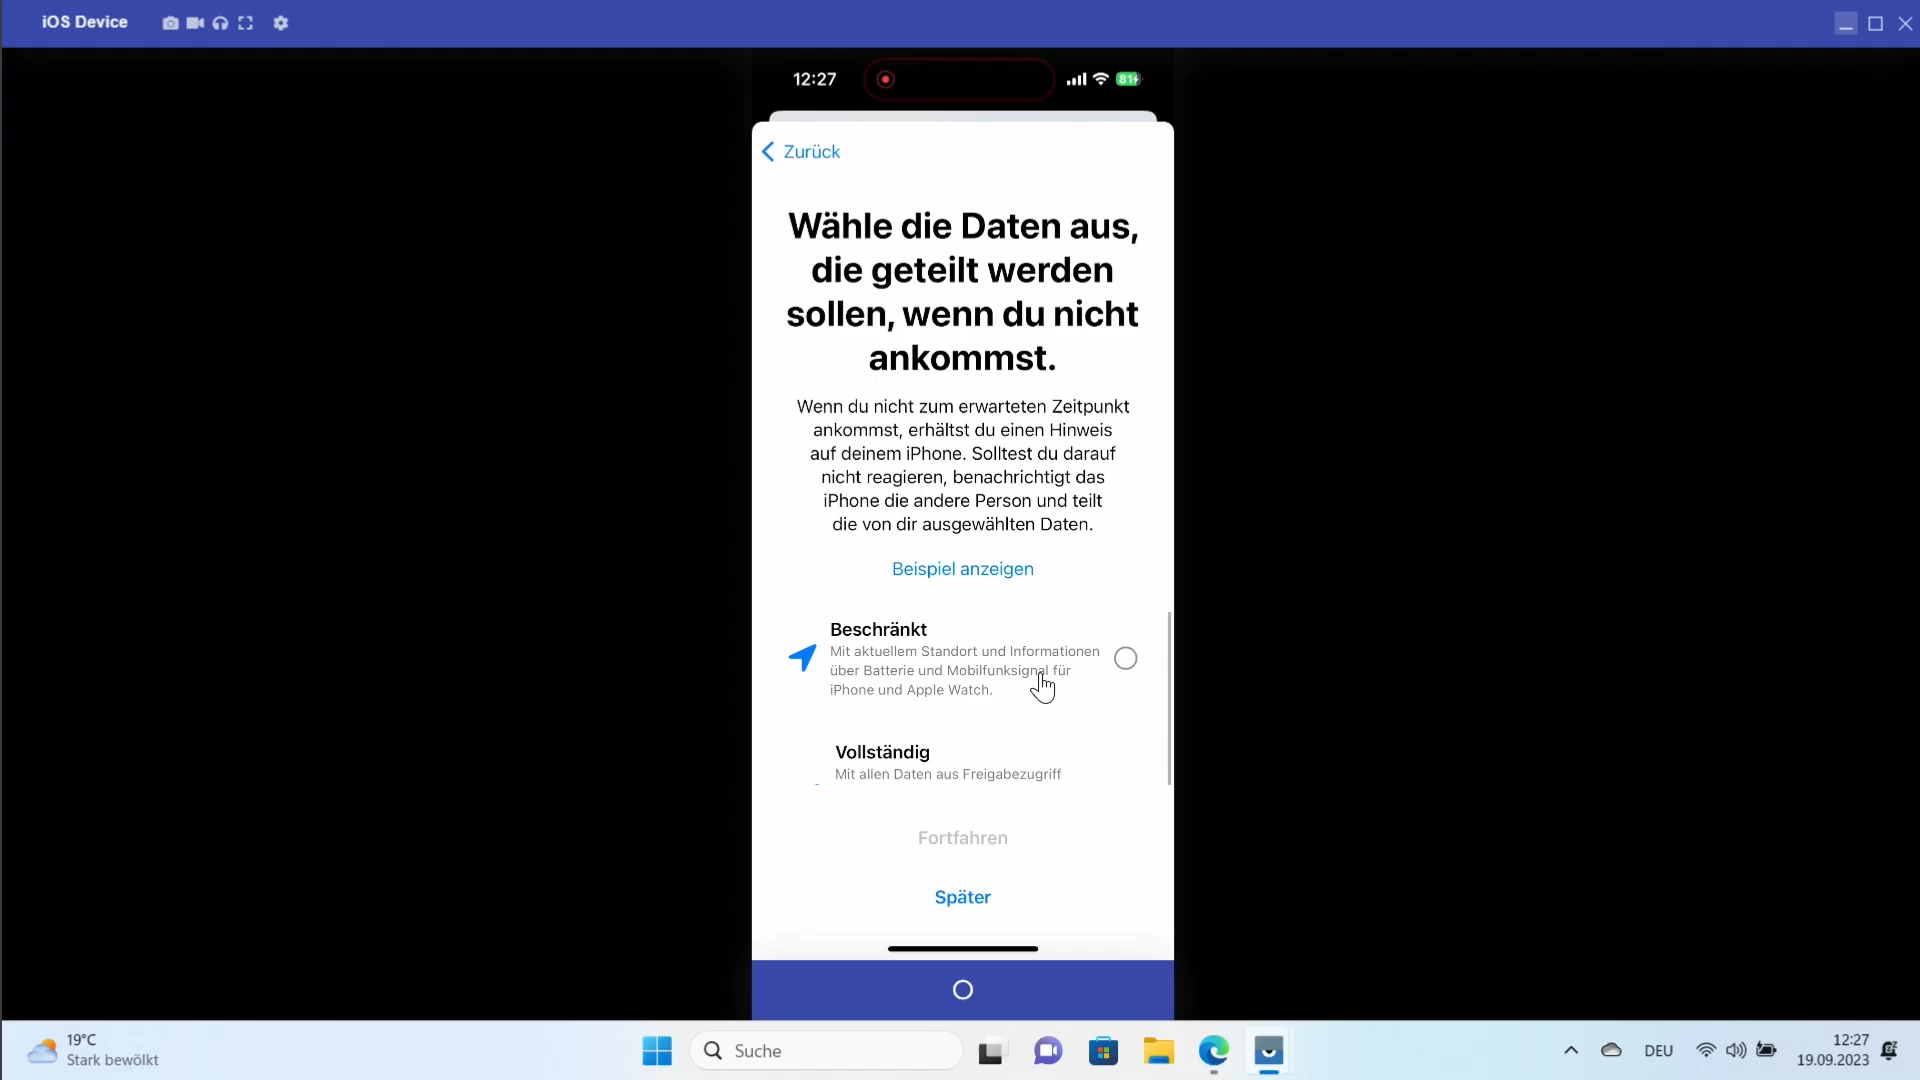 iOS Device
12:27
81
Zurück
Wähle die Daten aus,
die geteilt werden
sollen, wenn du nicht
ankommst.
Wenn du nicht zum erwarteten Zeitpunkt
ankommst, erhältst du einen Hinweis
auf deinem iPhone. Solltest du darauf
nicht reagieren, benachrichtigt das
iPhone die andere Person und teilt
die von dir ausgewählten Daten.
Beispiel anzeigen
Beschränkt
Mit aktuellem Standort und Informationen
über Batterie und Mobilfunksignal für
iPhone und Apple Watch.
Vollständig
Mit allen Daten aus Freigabezugriff
Fortfahren
Später
19°C
Stark bewölkt
Suche
DEU
12:27
19.09.2023